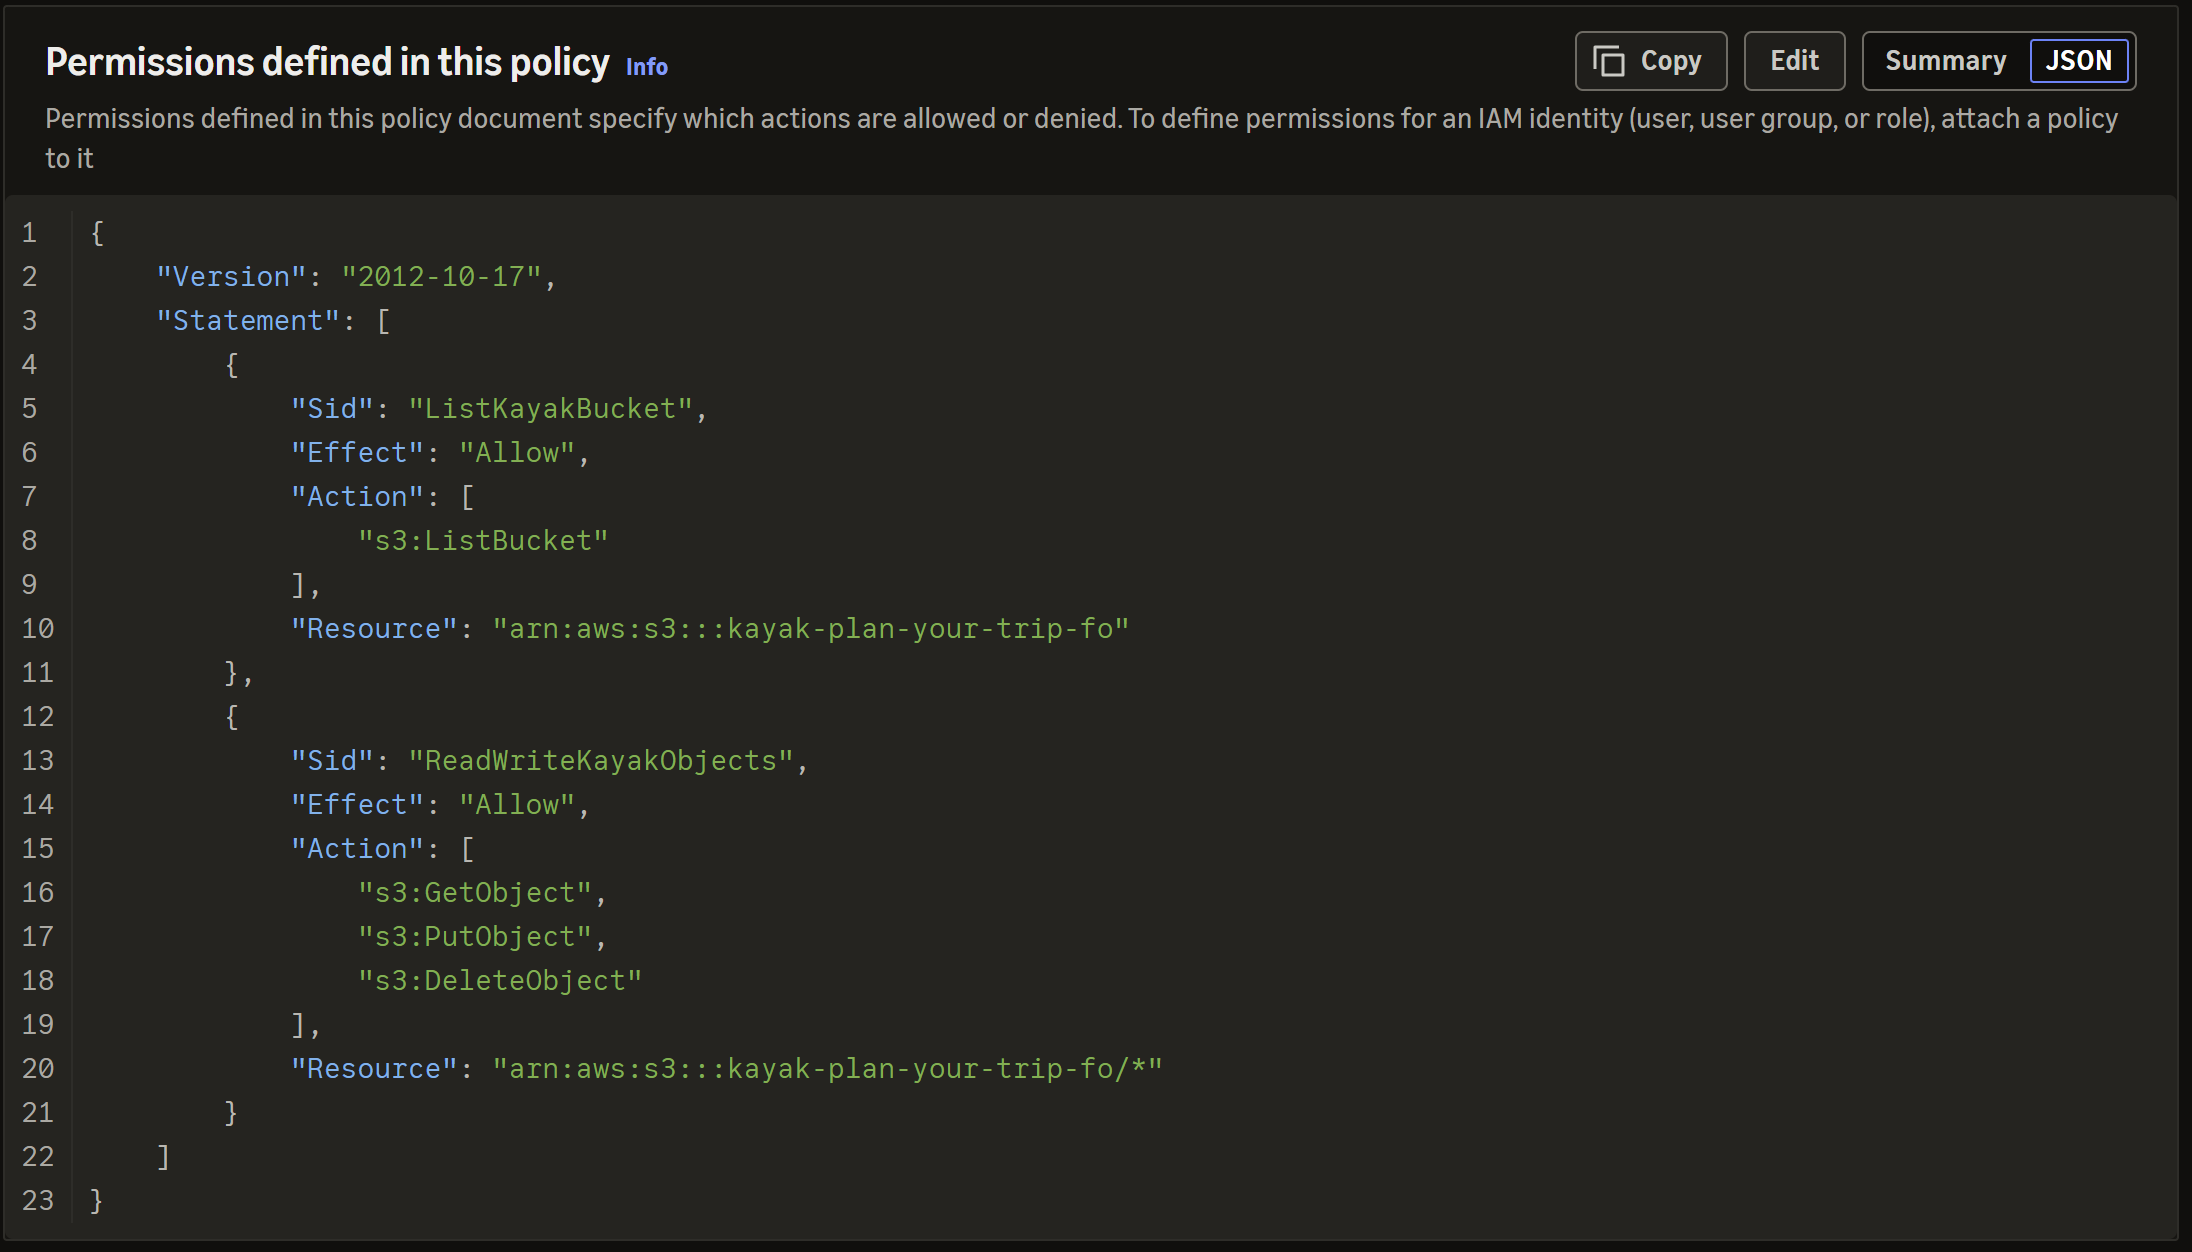 Permissions defined in this policy Info
Copy Edit Summary JSON
Permissions defined in this policy document specify which actions are allowed or denied. To define permissions for an IAM identity (user, user group, or role), attach a policy
to it
1 {
2     "Version": "2012-10-17",
3     "Statement": [
4         {
5             "Sid": "ListKayakBucket",
6             "Effect": "Allow",
7             "Action": [
8                 "s3:ListBucket"
9             ],
10             "Resource": "arn:aws:s3:::kayak-plan-your-trip-fo"
11         },
12         {
13             "Sid": "ReadWriteKayakObjects",
14             "Effect": "Allow",
15             "Action": [
16                 "s3:GetObject",
17                 "s3:PutObject",
18                 "s3:DeleteObject"
19             ],
20             "Resource": "arn:aws:s3:::kayak-plan-your-trip-fo/*"
21         }
22     ]
23 }